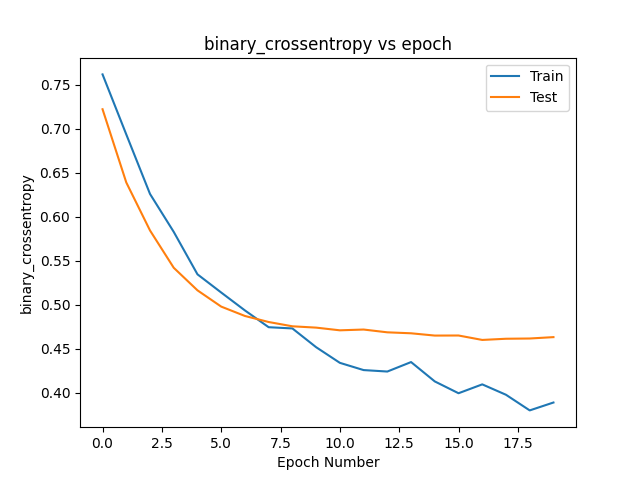 binary_crossentropy vs epoch
Train
Test
binary_crossentropy
0.75
0.70
0.65
0.60
0.55
0.50
0.45
0.40
0.0 2.5 5.0 7.5 10.0 12.5 15.0 17.5
Epoch Number